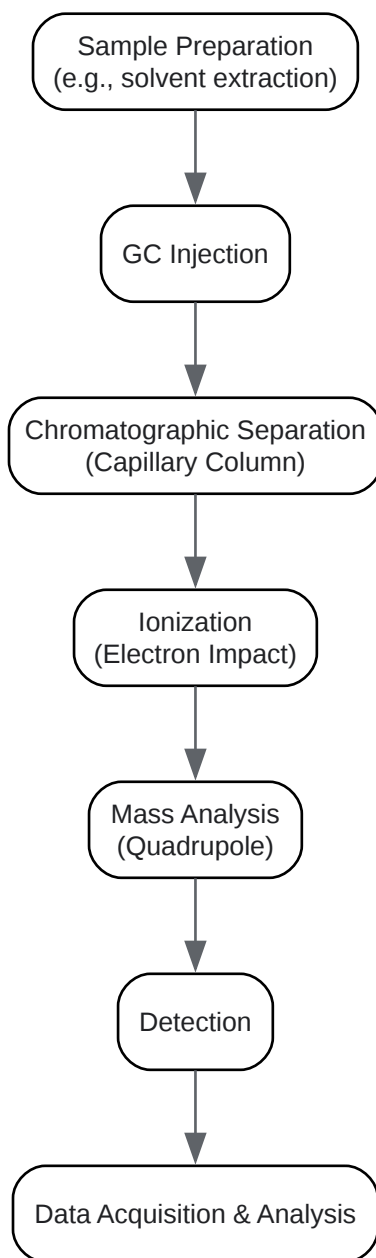 Sample Preparation
(e.g., solvent extraction)
GC Injection
Chromatographic Separation
(Capillary Column)
Ionization
(Electron Impact)
Mass Analysis
(Quadrupole)
Detection
Data Acquisition & Analysis